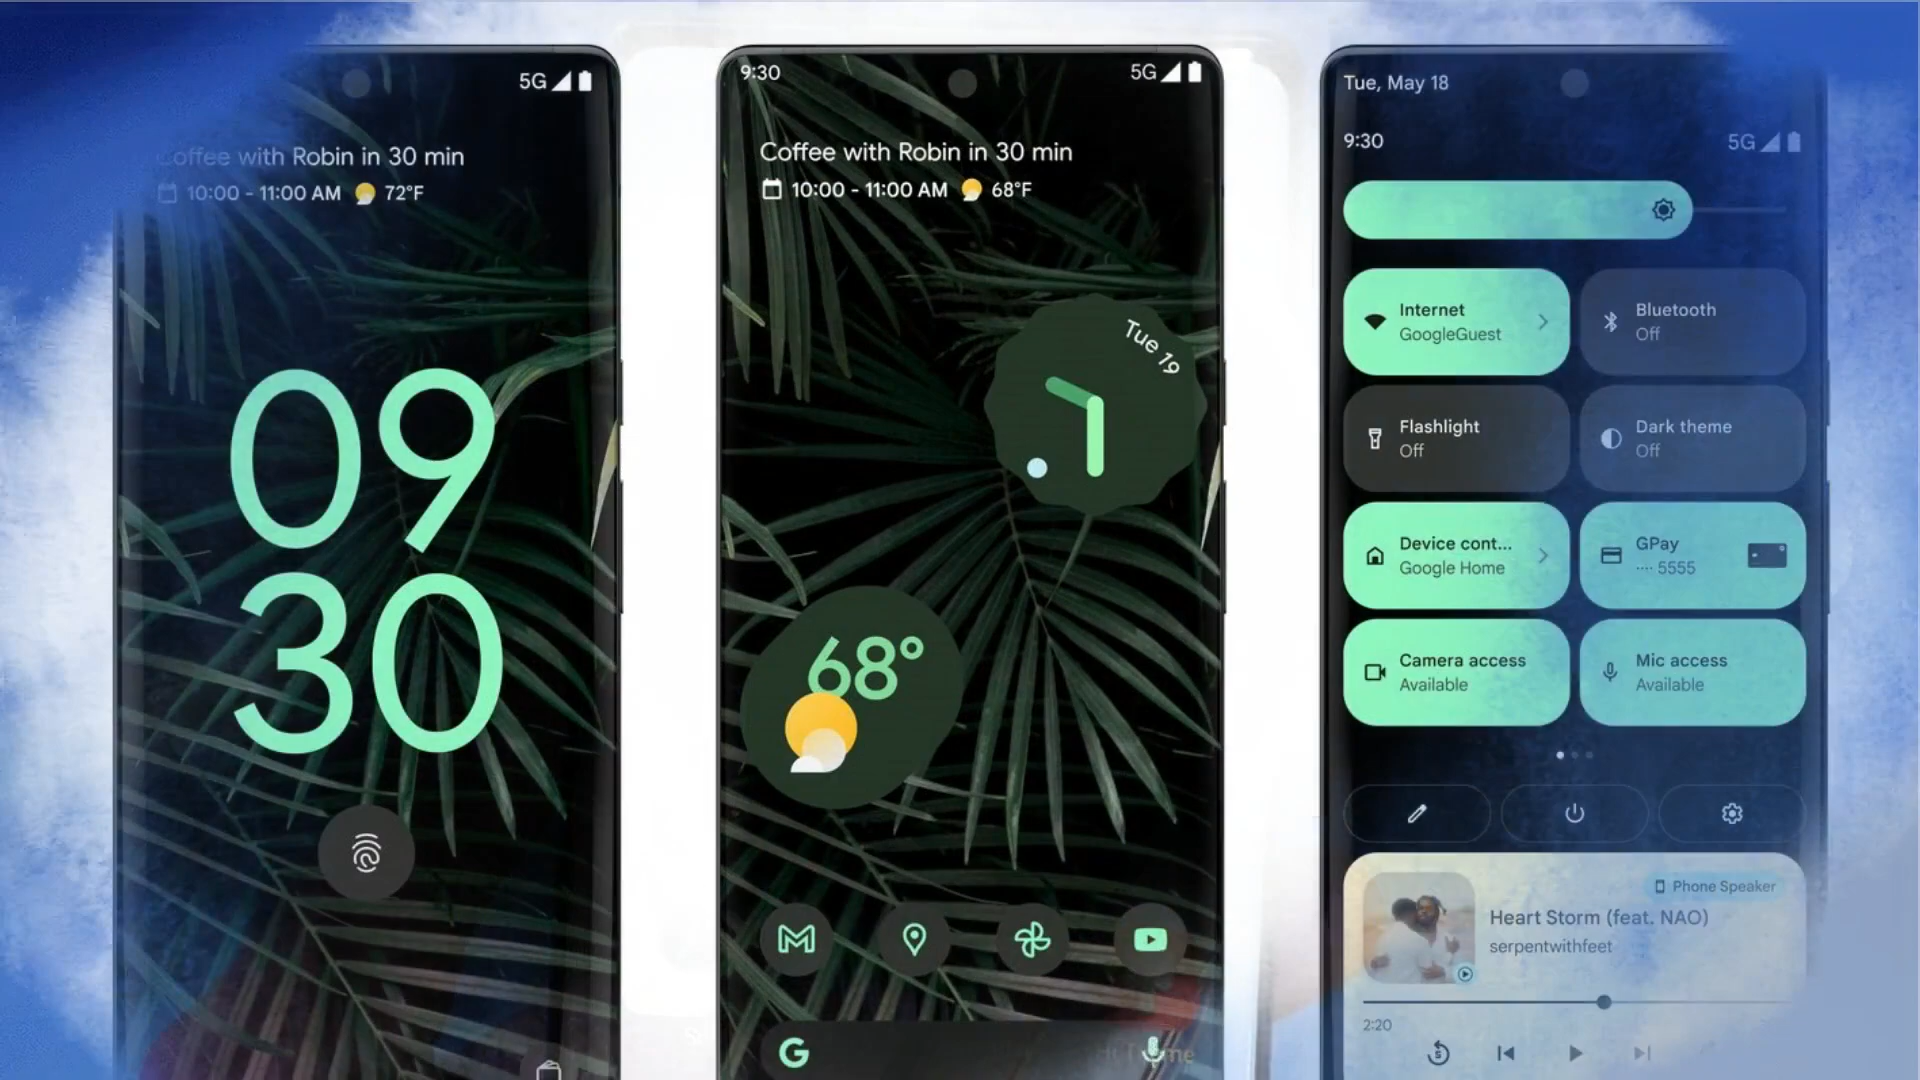 5G
Coffee with Robin in 30 min
10:00 - 11:00 AM 72°F
09
30
9:30
5G
Coffee with Robin in 30 min
10:00 - 11:00 AM 68°F
Tue 19
68°
G
Tue, May 18
9:30
5G
Internet
GoogleGuest
Bluetooth
Off
Flashlight
Off
Dark theme
Off
Device cont...
Google Home
GPay
···· 5555
Camera access
Available
Mic access
Available
Phone Speaker
Heart Storm (feat. NAO)
serpentwithfeet
2:20
5